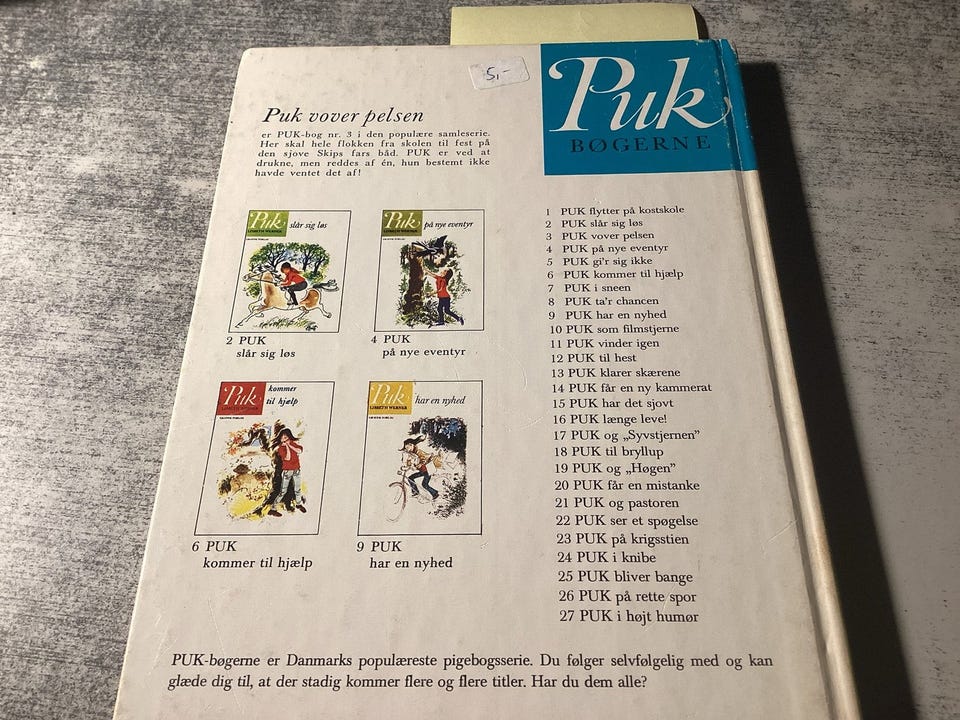 5,-
Puk
BØGERNE
Puk vover pelsen
er PUK-bog nr. 3 i den populære samleserie.
Her skal hele flokken fra skolen til fest på
den sjove Skips fars båd. PUK er ved at
drukne, men reddes af én, hun bestemt ikke
havde ventet det af!
Puk slår sig løs
LISBETH WERNER
Puk på nye eventyr
LISBETH WERNER
2 PUK
slår sig løs
4 PUK
på nye eventyr
Puk kommer
til hjælp
LISBETH WERNER
Puk har en nyhed
LISBETH WERNER
6 PUK
kommer til hjælp
9 PUK
har en nyhed
1 PUK flytter på kostskole
2 PUK slår sig løs
3 PUK vover pelsen
4 PUK på nye eventyr
5 PUK gi'r sig ikke
6 PUK kommer til hjælp
7 PUK i sneen
8 PUK ta'r chancen
9 PUK har en nyhed
10 PUK som filmstjerne
11 PUK vinder igen
12 PUK til hest
13 PUK klarer skærene
14 PUK får en ny kammerat
15 PUK har det sjovt
16 PUK længe leve!
17 PUK og „Syvstjernen”
18 PUK til bryllup
19 PUK og „Høgen”
20 PUK får en mistanke
21 PUK og pastoren
22 PUK ser et spøgelse
23 PUK på krigsstien
24 PUK i knibe
25 PUK bliver bange
26 PUK på rette spor
27 PUK i højt humør
PUK-bøgerne er Danmarks populæreste pigebogsserie. Du følger selvfølgelig med og kan
glæde dig til, at der stadig kommer flere og flere titler. Har du dem alle?